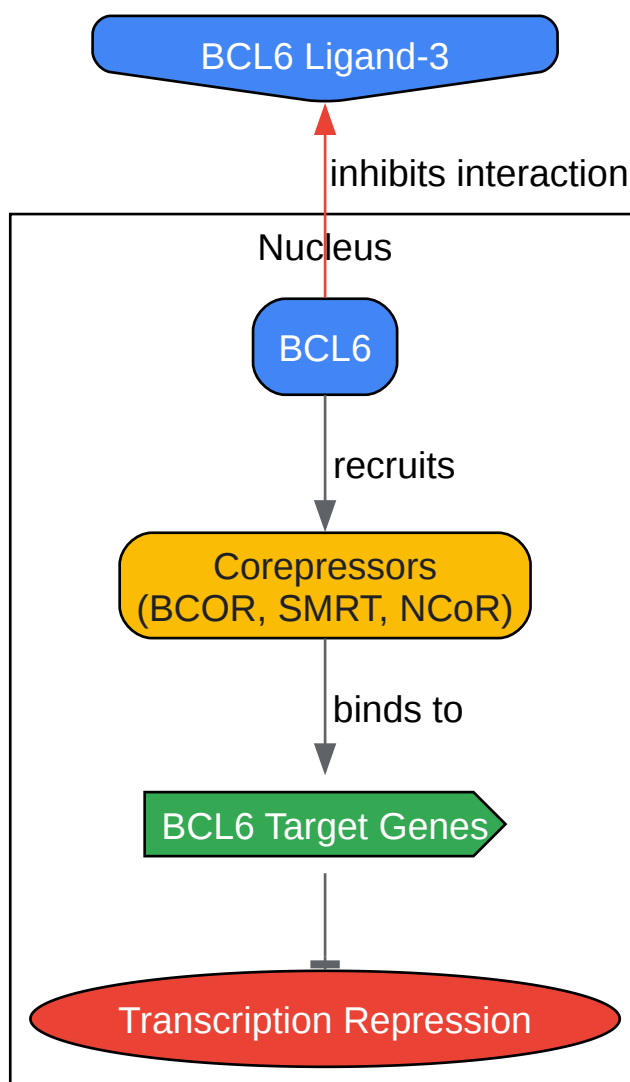 BCL6 Ligand-3
inhibits interaction
Nucleus
BCL6
recruits
Corepressors
(BCOR, SMRT, NCoR)
binds to
BCL6 Target Genes
Transcription Repression